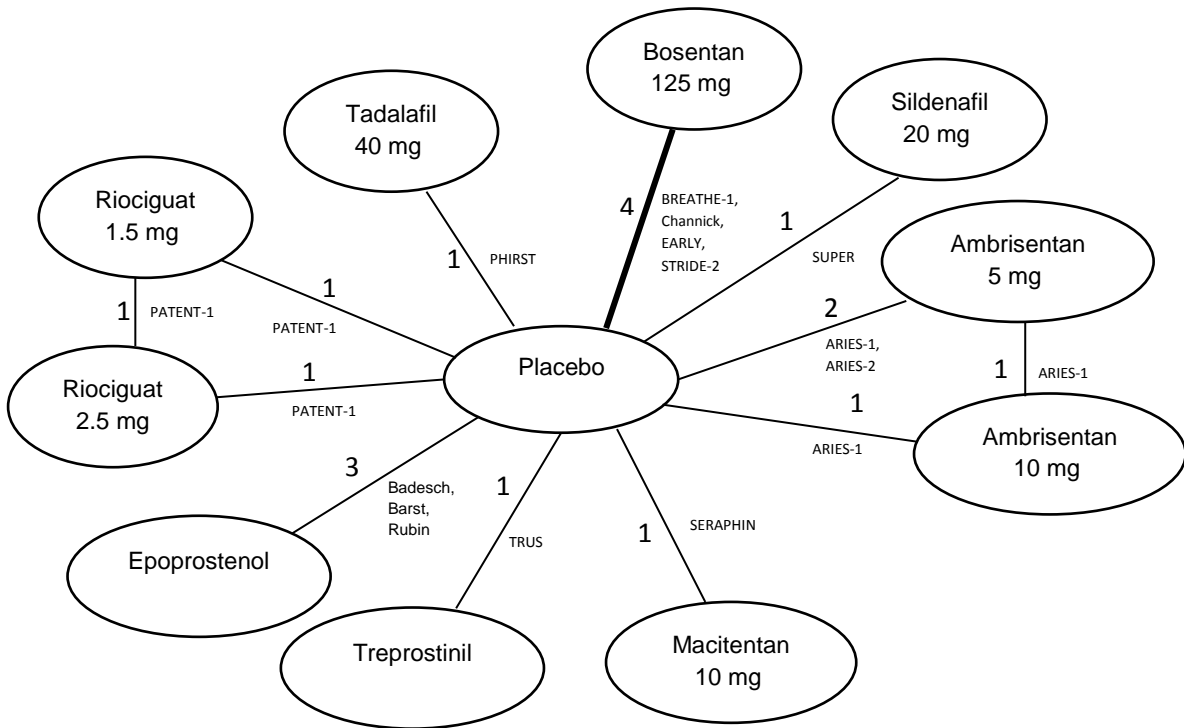 Bosentan
125 mg
Tadalafil
40 mg
Sildenafil
20 mg
Riociguat
1.5 mg
4
BREATHE-1,
Channick,
EARLY,
STRIDE-2
1
SUPER
Ambrisentan
5 mg
1
PHIRST
1
PATENT-1
1
PATENT-1
2
ARIES-1,
ARIES-2
Placebo
1
ARIES-1
Riociguat
2.5 mg
1
PATENT-1
1
ARIES-1
Ambrisentan
10 mg
3
Badesch,
Barst,
Rubin
1
TRUS
1
SERAPHIN
Epoprostenol
Treprostinil
Macitentan
10 mg